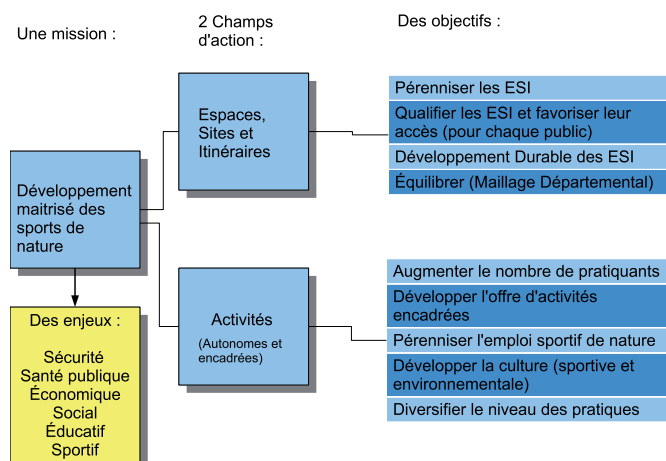 Une mission :
2 Champs
d'action :
Des objectifs :
Développement
maitrisé des
sports de
nature
Des enjeux :
Sécurité
Santé publique
Économique
Social
Éducatif
Sportif
Espaces,
Sites et
Itinéraires
Pérenniser les ESI
Qualifier les ESI et favoriser leur
accès (pour chaque public)
Développement Durable des ESI
Équilibrer (Maillage Départemental)
Activités
(Autonomes et
encadrées)
Augmenter le nombre de pratiquants
Développer l'offre d'activités
encadrées
Pérenniser l'emploi sportif de nature
Développer la culture (sportive et
environnementale)
Diversifier le niveau des pratiques